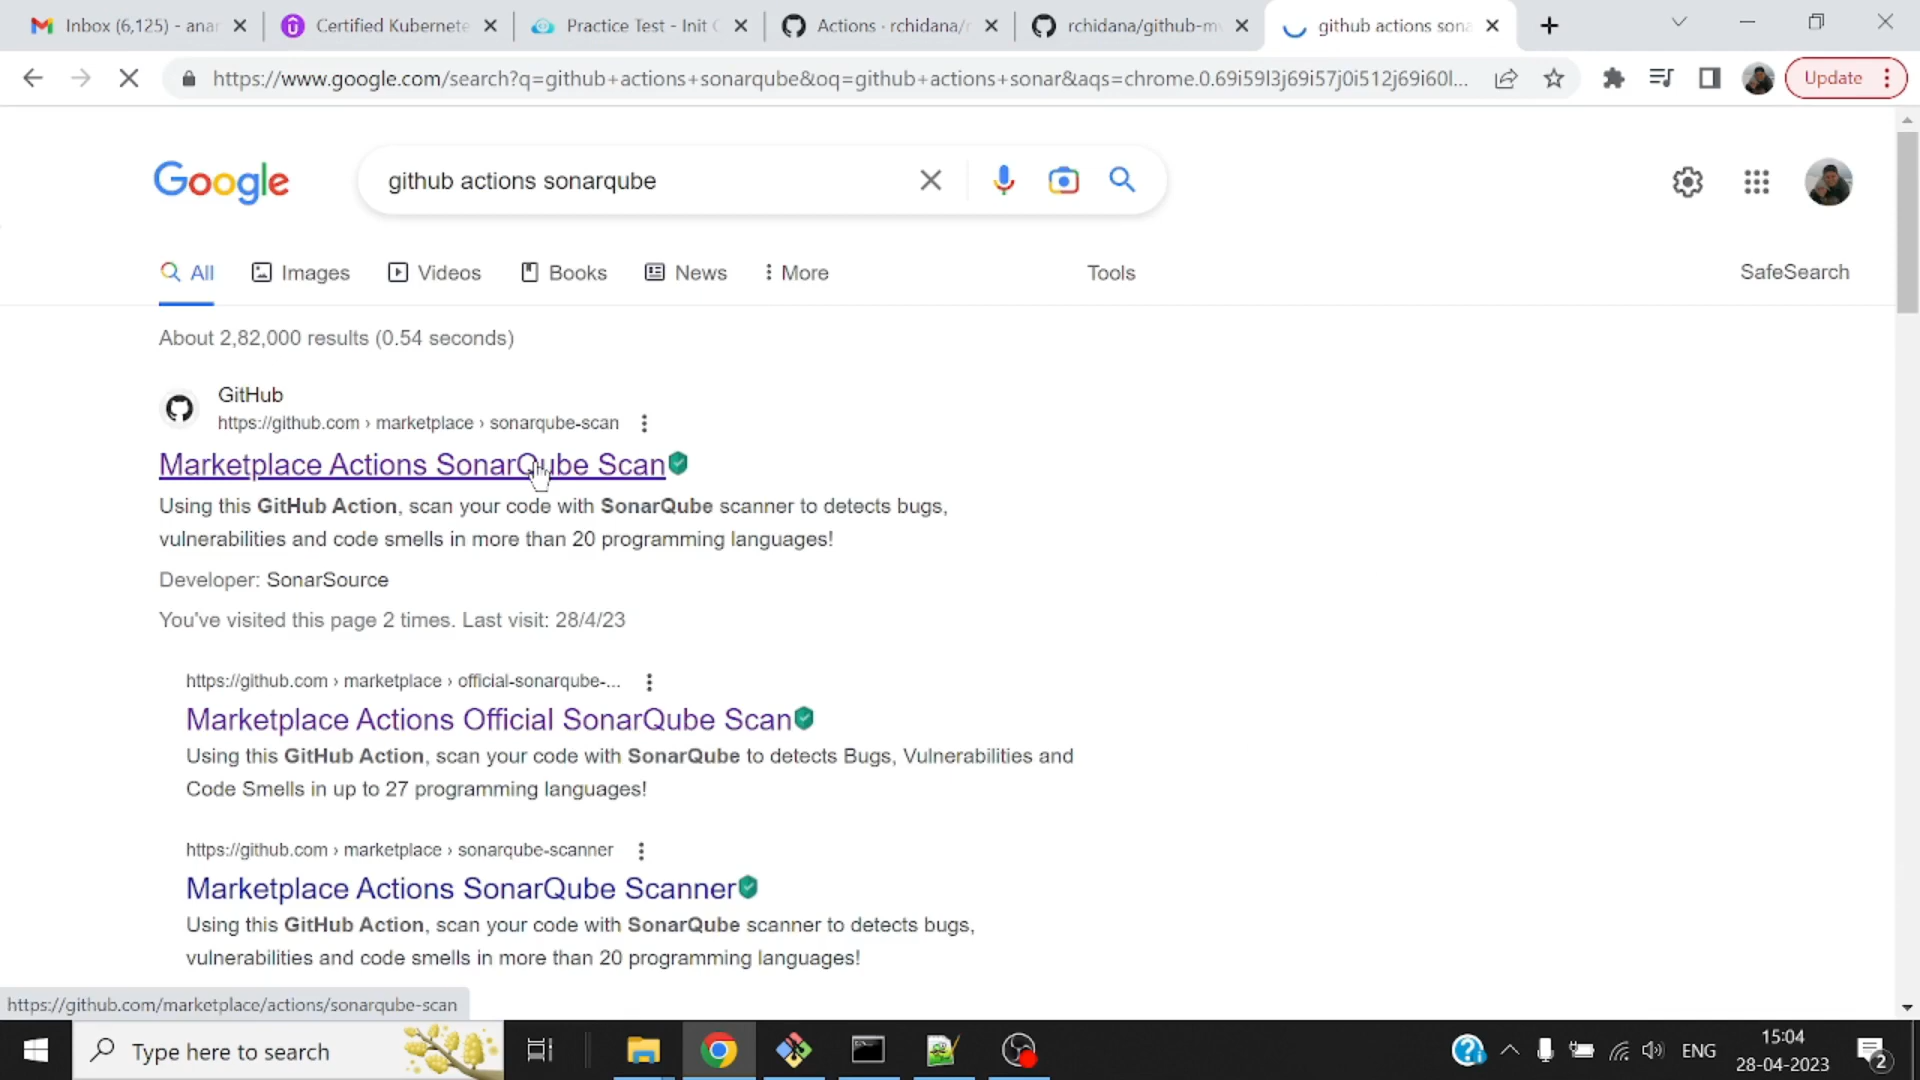 Inbox (6,125) - anan
Certified Kubernete
Practice Test - Init C
Actions · rchidana/r
rchidana/github-mv
github actions sona
https://www.google.com/search?q=github+actions+sonarqube&oq=github+actions+sonar&aqs=chrome.0.69i59l3j69i57j0i512j69i60l...
Update
Google
github actions sonarqube
All
Images
Videos
Books
News
More
Tools
SafeSearch
About 2,82,000 results (0.54 seconds)
GitHub
https://github.com › marketplace › sonarqube-scan
Marketplace Actions SonarQube Scan
Using this GitHub Action, scan your code with SonarQube scanner to detects bugs,
vulnerabilities and code smells in more than 20 programming languages!
Developer: SonarSource
You've visited this page 2 times. Last visit: 28/4/23
https://github.com › marketplace › official-sonarqube-...
Marketplace Actions Official SonarQube Scan
Using this GitHub Action, scan your code with SonarQube to detects Bugs, Vulnerabilities and
Code Smells in up to 27 programming languages!
https://github.com › marketplace › sonarqube-scanner
Marketplace Actions SonarQube Scanner
Using this GitHub Action, scan your code with SonarQube scanner to detects bugs,
vulnerabilities and code smells in more than 20 programming languages!
https://github.com/marketplace/actions/sonarqube-scan
Type here to search
ENG
15:04
28-04-2023
2